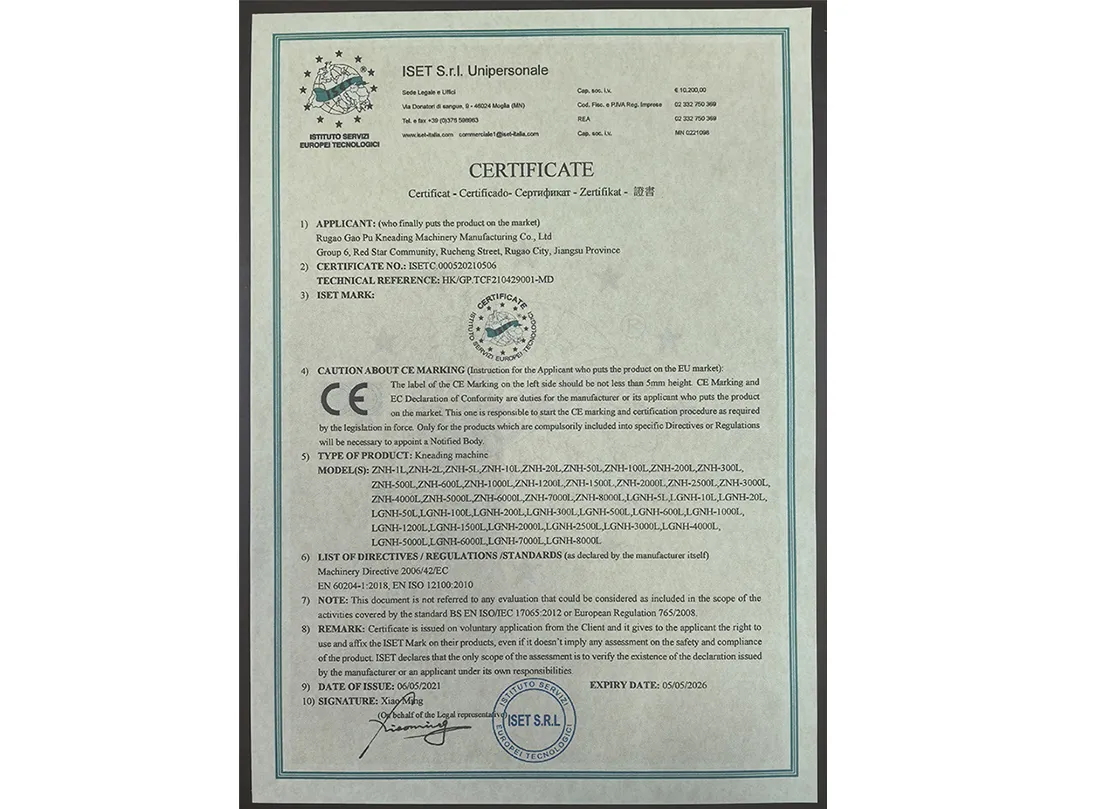 ISET S.r.l. Unipersonale
Sede Legale e Uffici
Via Donatori di sangue, 9 - 46024 Moglia (MN)
Tel. e fax +39 (0)376 598963
www.iset-italia.com commerciale1@iset-italia.com
Cap. soc. i.v. € 10.200,00
Cod. Fisc. e P.IVA Reg. Imprese 02 332 750 369
REA 02 332 750 369
Cap. soc. i.v. MN 0221098
ISET
ISTITUTO SERVIZI
EUROPEI TECNOLOGICI
CERTIFICATE
Certificat - Certificado- Сертификат - Zertifikat - 證書
1) APPLICANT: (who finally puts the product on the market)
Rugao Gao Pu Kneading Machinery Manufacturing Co., Ltd
Group 6, Red Star Community, Rucheng Street, Rugao City, Jiangsu Province
2) CERTIFICATE NO.: ISETC.000520210506
TECHNICAL REFERENCE: HK/GP.TCF210429001-MD
3) ISET MARK:
CERTIFICATE
ISTITUTO SERVIZI EUROPEI TECNOLOGICI
ISET
4) CAUTION ABOUT CE MARKING (Instruction for the Applicant who puts the product on the EU market):
CE
The label of the CE Marking on the left side should be not less than 5mm height. CE Marking and
EC Declaration of Conformity are duties for the manufacturer or its applicant who puts the product
on the market. This one is responsible to start the CE marking and certification procedure as required
by the legislation in force. Only for the products which are compulsorily included into specific Directives or Regulations
will be necessary to appoint a Notified Body.
5) TYPE OF PRODUCT: Kneading machine
MODEL(S): ZNH-1L,ZNH-2L,ZNH-5L,ZNH-10L,ZNH-20L,ZNH-50L,ZNH-100L,ZNH-200L,ZNH-300L,
ZNH-500L,ZNH-600L,ZNH-1000L,ZNH-1200L,ZNH-1500L,ZNH-2000L,ZNH-2500L,ZNH-3000L,
ZNH-4000L,ZNH-5000L,ZNH-6000L,ZNH-7000L,ZNH-8000L,LGNH-5L,LGNH-10L,LGNH-20L,
LGNH-50L,LGNH-100L,LGNH-200L,LGNH-300L,LGNH-500L,LGNH-600L,LGNH-1000L,
LGNH-1200L,LGNH-1500L,LGNH-2000L,LGNH-2500L,LGNH-3000L,LGNH-4000L,
LGNH-5000L,LGNH-6000L,LGNH-7000L,LGNH-8000L
6) LIST OF DIRECTIVES / REGULATIONS /STANDARDS (as declared by the manufacturer itself)
Machinery Directive 2006/42/EC
EN 60204-1:2018, EN ISO 12100:2010
7) NOTE: This document is not referred to any evaluation that could be considered as included in the scope of the
activities covered by the standard BS EN ISO/IEC 17065:2012 or European Regulation 765/2008.
8) REMARK: Certificate is issued on voluntary application from the Client and it gives to the applicant the right to
use and affix the ISET Mark on their products, even if it doesn't imply any assessment on the safety and compliance
of the product. ISET declares that the only scope of the assessment is to verify the existence of the declaration issued
by the manufacturer or an applicant under its own responsibilities.
9) DATE OF ISSUE: 06/05/2021 EXPIRY DATE: 05/05/2026
10) SIGNATURE: Xiao Ming
(On behalf of the Legal representative)
Xiaoming
ISTITUTO SERVIZI
ISET S.R.L
EUROPEI TECNOLOGICI